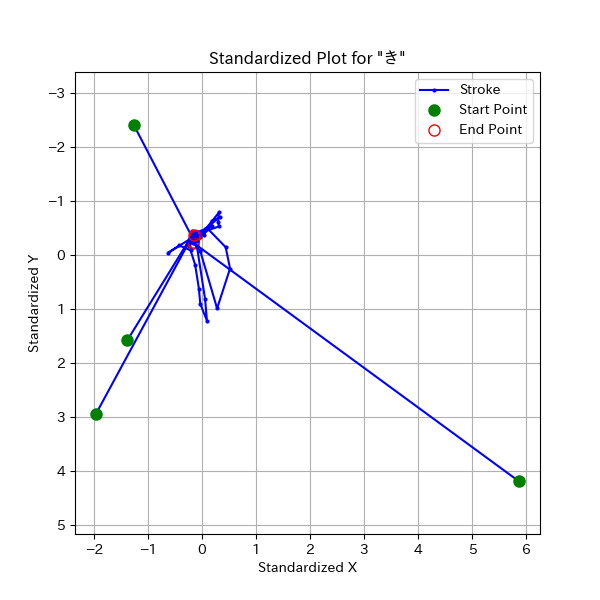 Standardized Plot for "き"
Stroke
Start Point
End Point
Standardized Y
−3
−2
−1
0
1
2
3
4
5
−2 −1 0 1 2 3 4 5 6
Standardized X